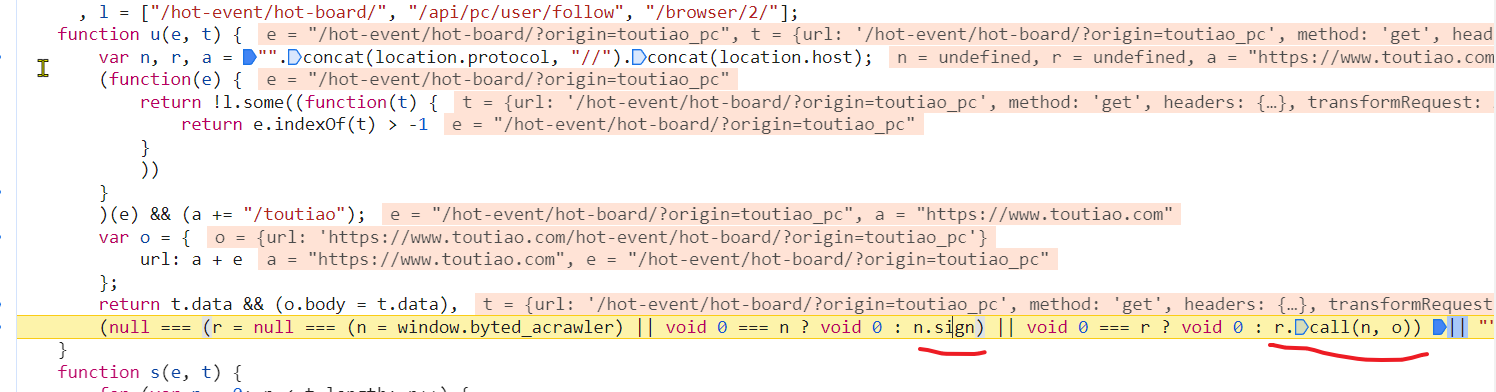 , l = ["/hot-event/hot-board/", "/api/pc/user/follow", "/browser/2/"];
function u(e, t) { e = "/hot-event/hot-board/?origin=toutiao_pc", t = {url: '/hot-event/hot-board/?origin=toutiao_pc', method: 'get', head
var n, r, a = "".concat(location.protocol, "//").concat(location.host); n = undefined, r = undefined, a = "https://www.toutiao.com
(function(e) { e = "/hot-event/hot-board/?origin=toutiao_pc"
return !l.some((function(t) { t = {url: '/hot-event/hot-board/?origin=toutiao_pc', method: 'get', headers: {…}, transformRequest:
return e.indexOf(t) > -1 e = "/hot-event/hot-board/?origin=toutiao_pc"
}
))
}
)(e) && (a += "/toutiao"); e = "/hot-event/hot-board/?origin=toutiao_pc", a = "https://www.toutiao.com"
var o = { o = {url: 'https://www.toutiao.com/hot-event/hot-board/?origin=toutiao_pc'}
url: a + e a = "https://www.toutiao.com", e = "/hot-event/hot-board/?origin=toutiao_pc"
};
return t.data && (o.body = t.data), t = {url: '/hot-event/hot-board/?origin=toutiao_pc', method: 'get', headers: {…}, transformRequest
(null === (r = null === (n = window.byted_acrawler) || void 0 === n ? void 0 : n.sign) || void 0 === r ? void 0 : r.call(n, o)) || "
}
function s(e, t) {